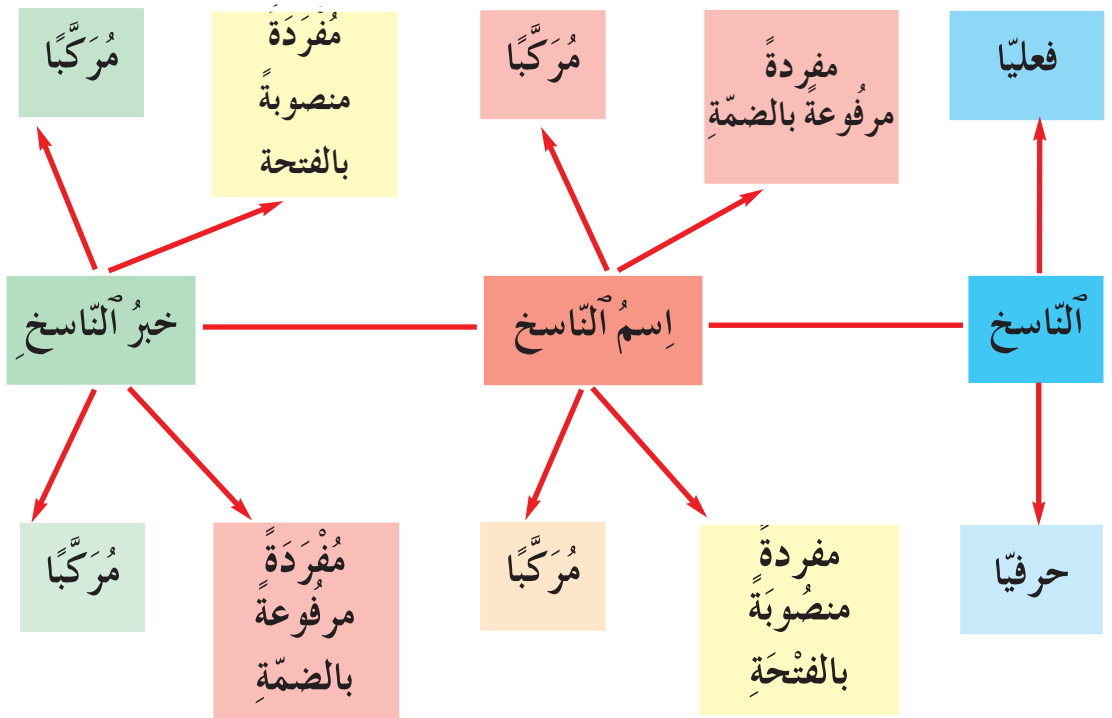 فعليّا
مفردةً
مرفُوعةً بالضمّةِ
مُرَكَّبًا
مُفْرَدَةً
منصوبةً
بالفتحة
مُرَكَّبًا
ٱلنّاسخ
اِسمُ ٱلنّاسخ
خبرُ ٱلنّاسخِ
حرفيّا
مفردةً
منصُوبَةً
بالفتْحَةِ
مُرَكَّبًا
مُفْرَدَةً
مرفُوعةً
بالضمّةِ
مُرَكَّبًا